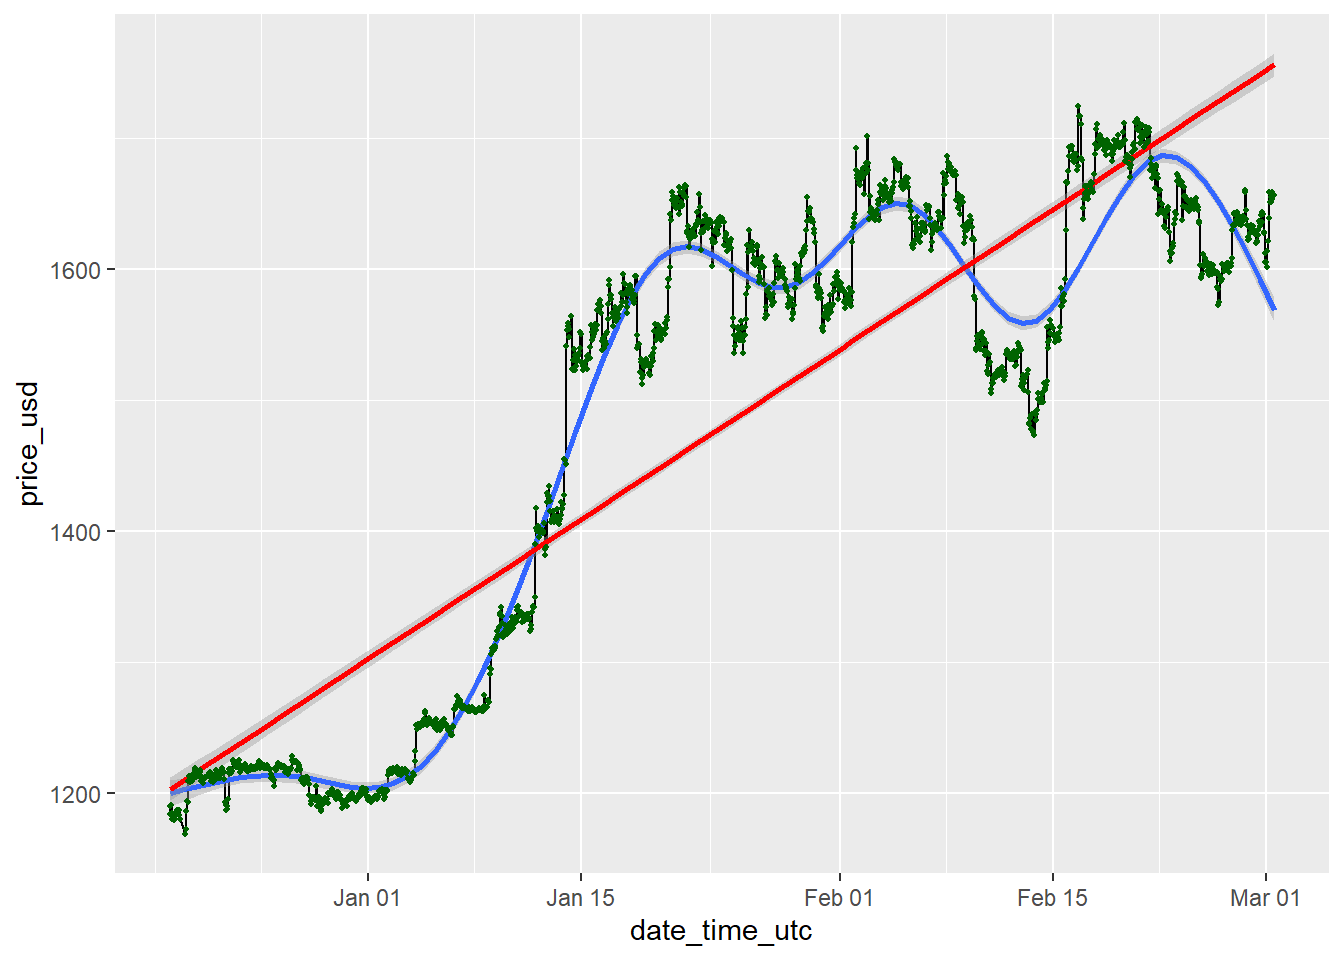 price_usd
1600
1400
1200
Jan 01
Jan 15
Feb 01
Feb 15
Mar 01
date_time_utc